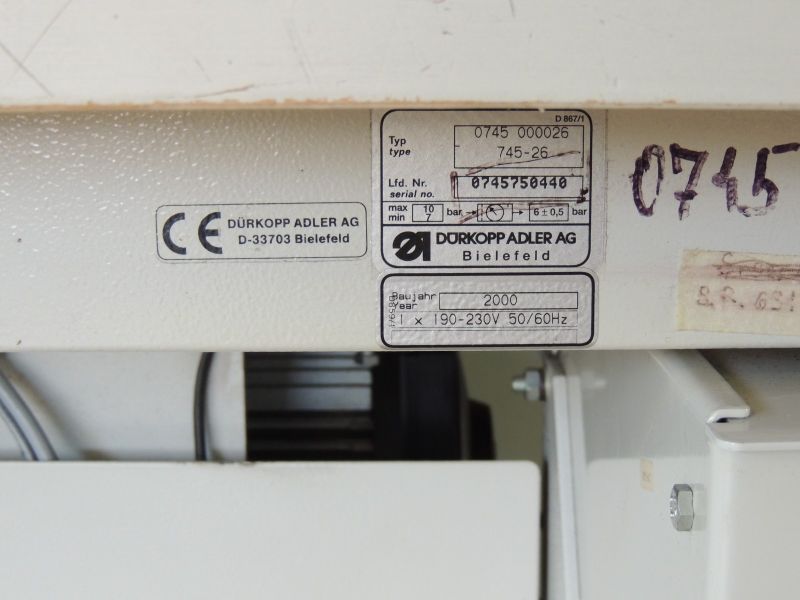 D 867/1
Typ
type
0745 000026
745-26
Lfd. Nr.
serial no.
0745750440
max
min
10
7
bar
6 ± 0,5
bar
DÜRKOPP ADLER AG
Bielefeld
CE
DÜRKOPP ADLER AG
D-33703 Bielefeld
Baujahr
Year
2000
1 x 190-230V 50/60Hz
0745
S.P. 651